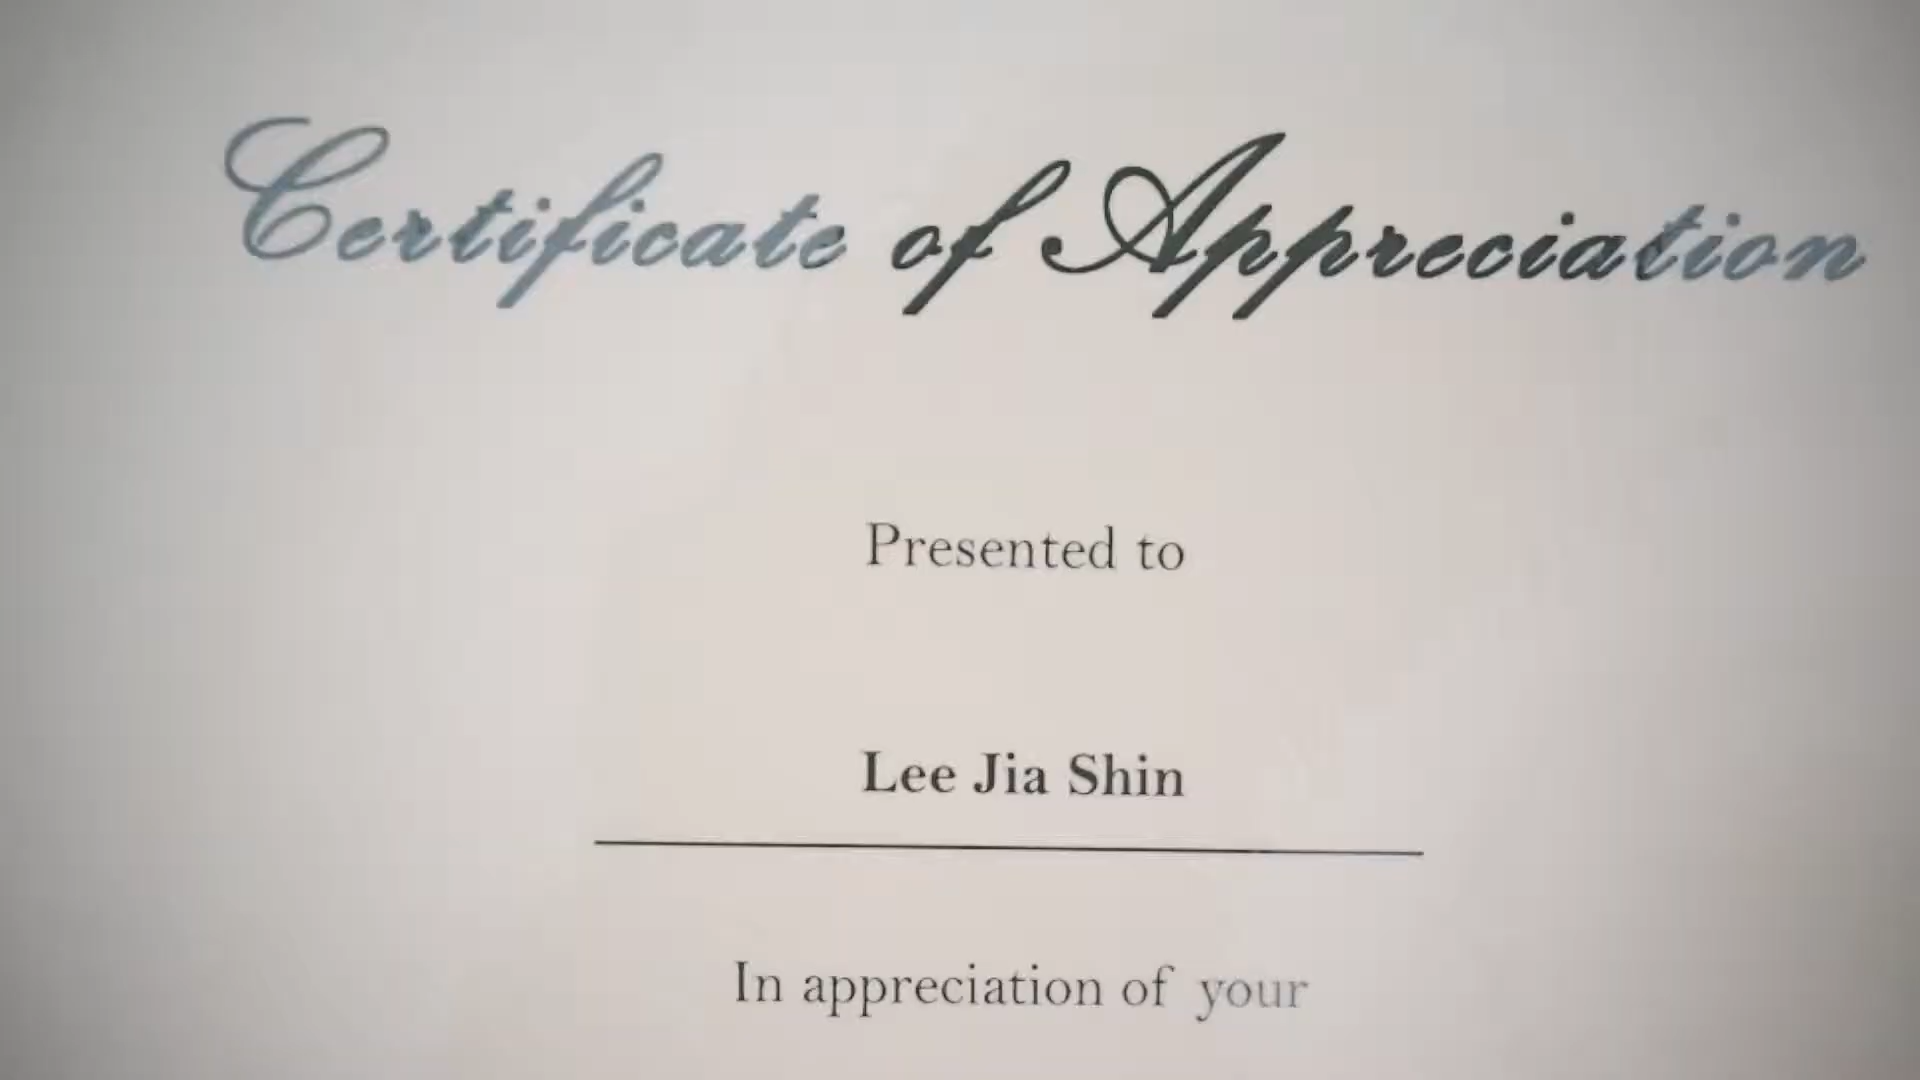 Certificate of Appreciation
Presented to
Lee Jia Shin
In appreciation of your